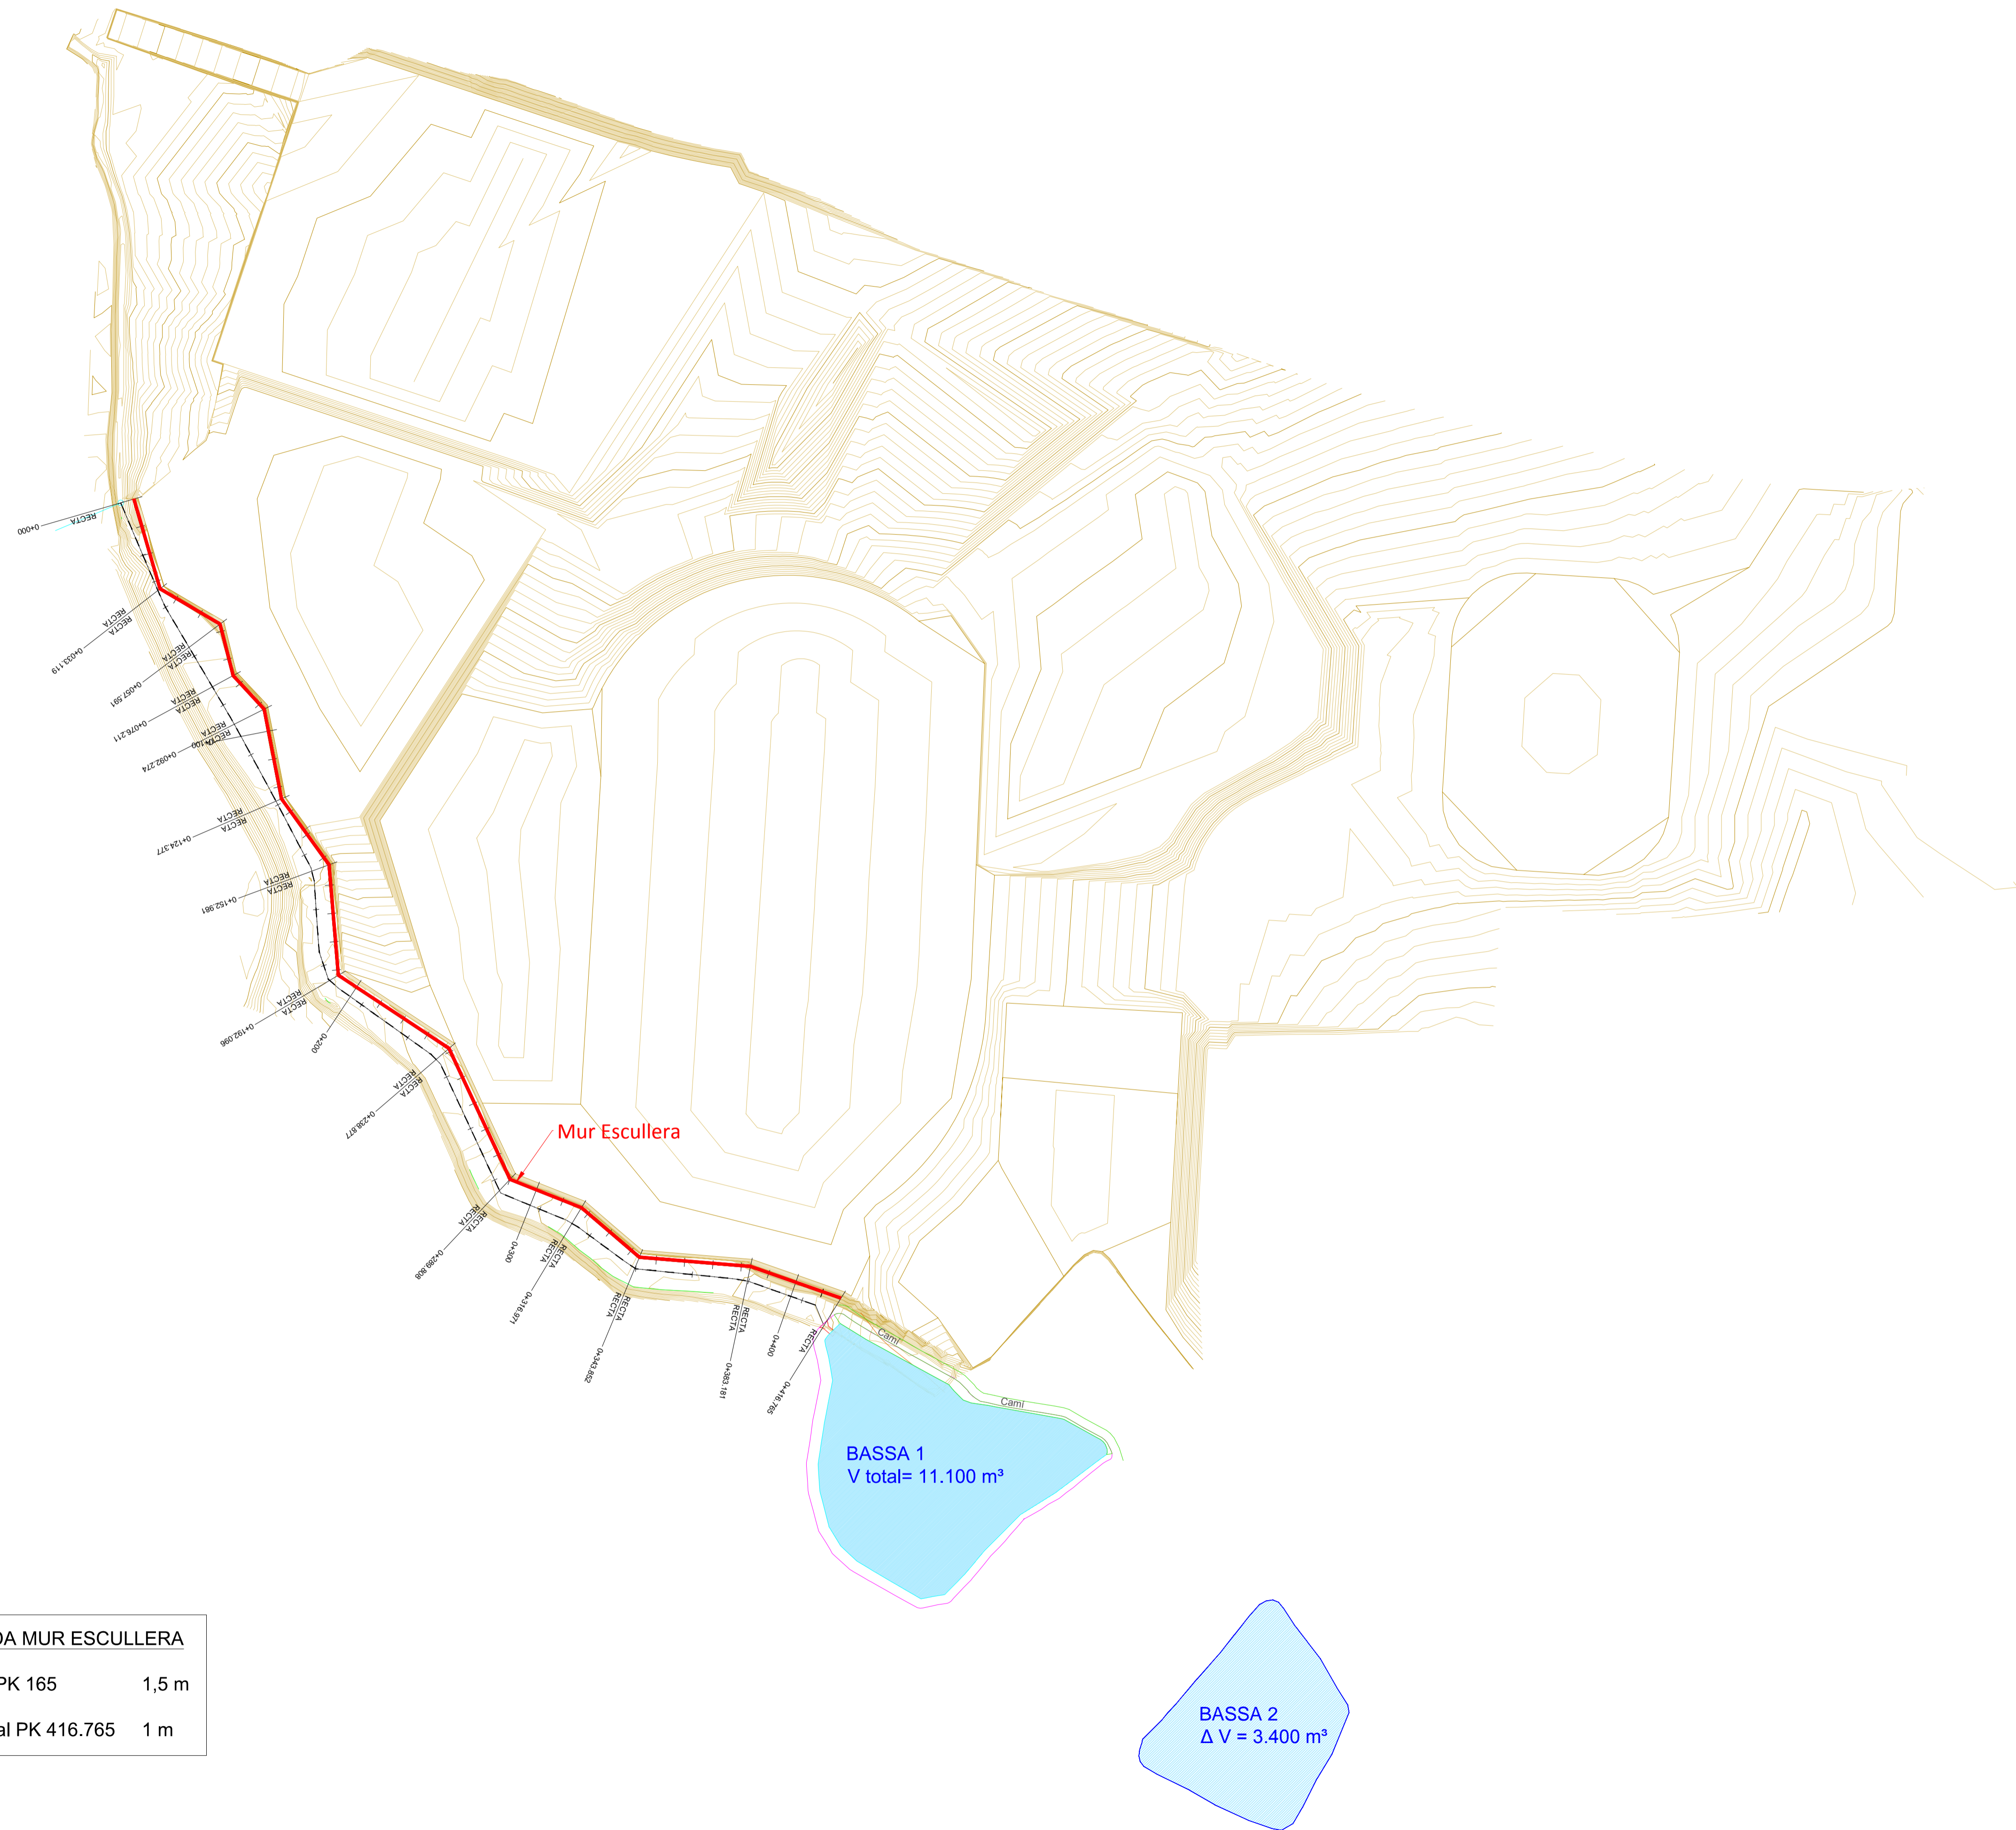 0+000
RECTA
RECTA
RECTA
0+033.119
RECTA
RECTA
0+057.591
RECTA
RECTA
0+076.211
RECTA
RECTA
0+100
0+092.274
RECTA
RECTA
0+124.377
RECTA
RECTA
0+152.981
RECTA
RECTA
0+192.096
0+200
RECTA
RECTA
0+238.877
Mur Escullera
RECTA
RECTA
0+289.808
0+300
RECTA
RECTA
0+316.971
RECTA
RECTA
0+343.852
RECTA
RECTA
0+383.181
0+400
RECTA
0+416.765
Camí
Camí
BASSA 1
V total= 11.100 m³
DA MUR ESCULLERA
PK 165 1,5 m
al PK 416.765 1 m
BASSA 2
Δ V = 3.400 m³